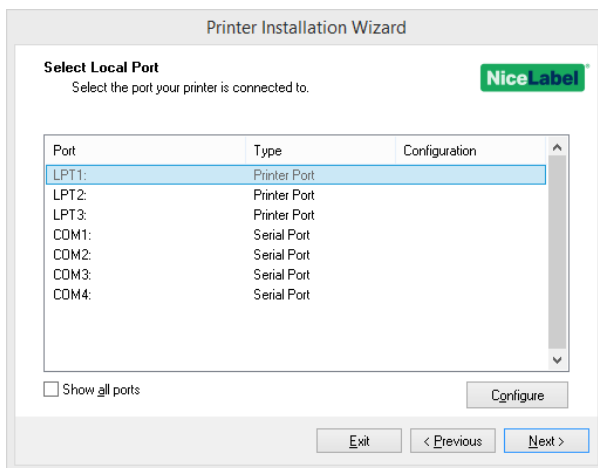 Printer Installation Wizard
Select Local Port
Select the port your printer is connected to.
NiceLabel
Port Type Configuration
LPT1: Printer Port
LPT2: Printer Port
LPT3: Printer Port
COM1: Serial Port
COM2: Serial Port
COM3: Serial Port
COM4: Serial Port
Show all ports
Configure
Exit < Previous Next >